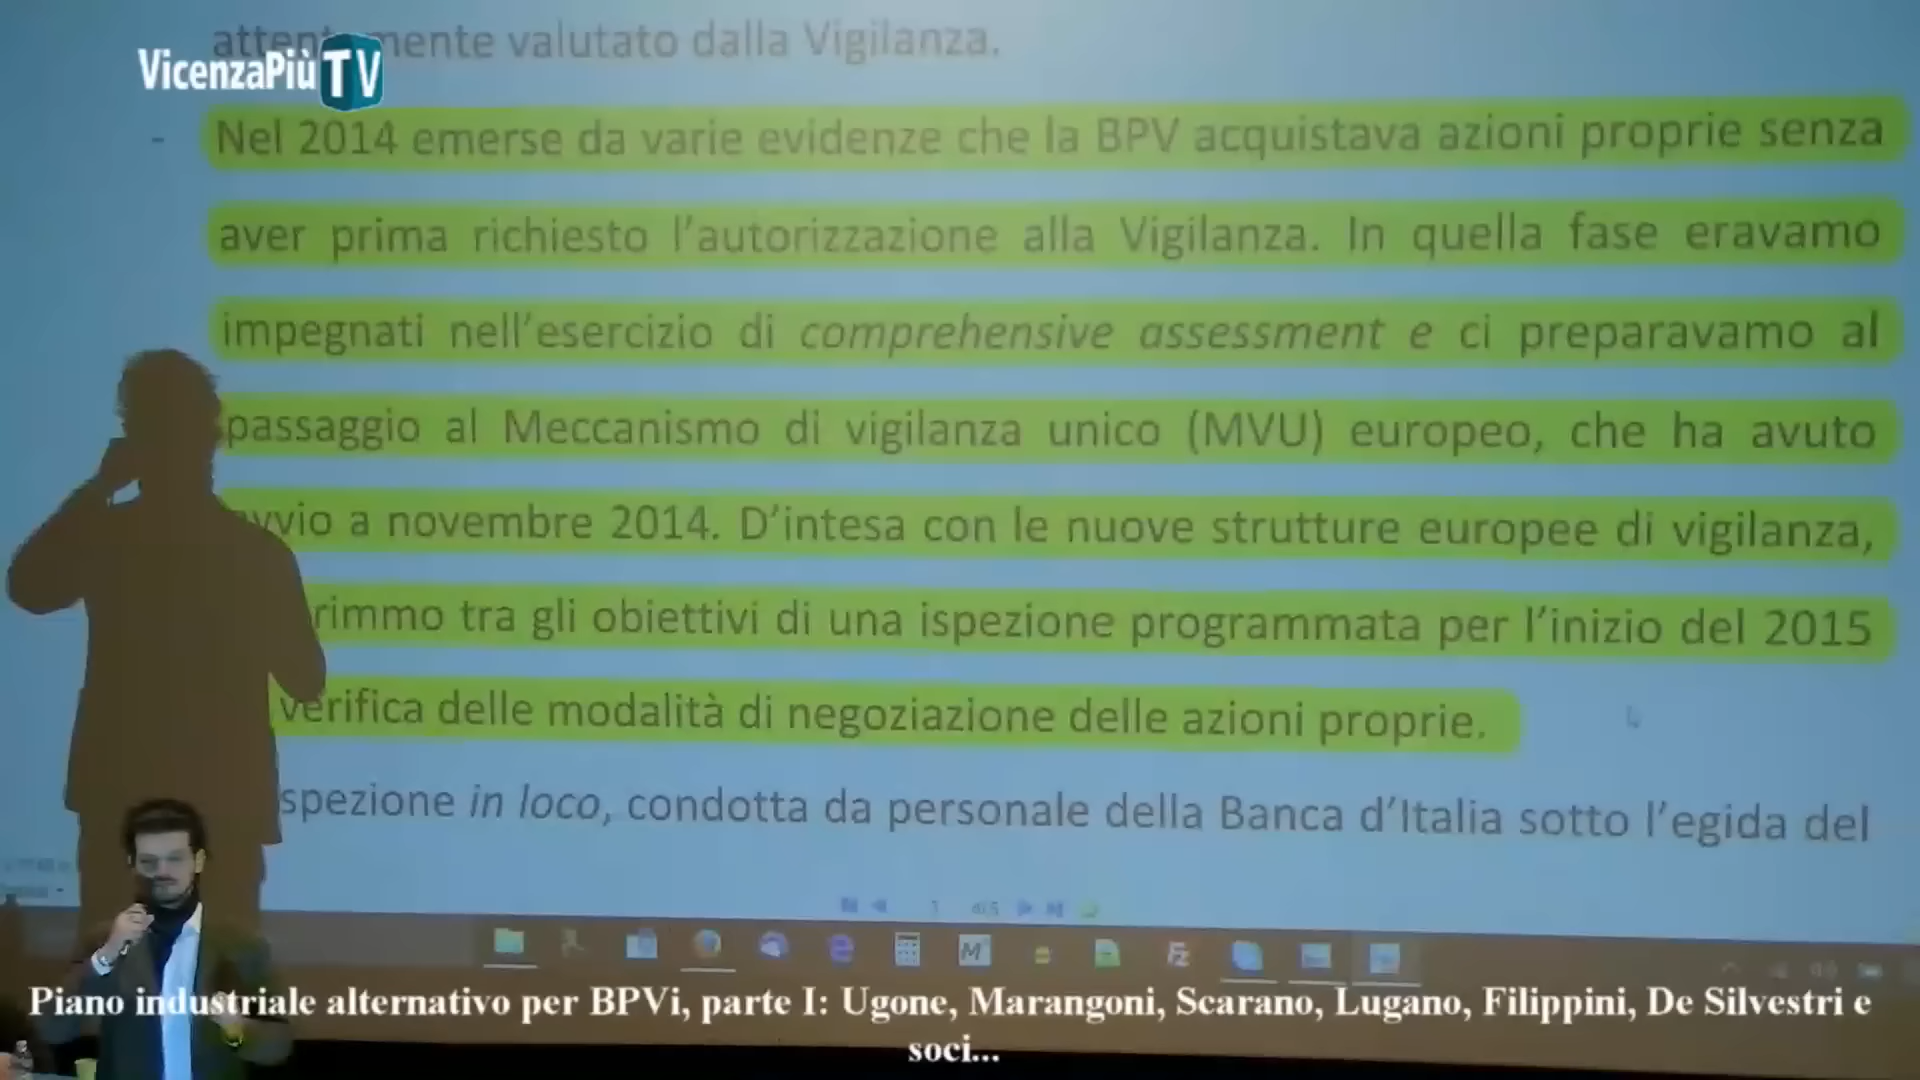 attentamente valutato dalla Vigilanza.
VicenzaPiù TV
- Nel 2014 emerse da varie evidenze che la BPV acquistava azioni proprie senza
aver prima richiesto l'autorizzazione alla Vigilanza. In quella fase eravamo
impegnati nell'esercizio di comprehensive assessment e ci preparavamo al
passaggio al Meccanismo di vigilanza unico (MVU) europeo, che ha avuto
avvio a novembre 2014. D'intesa con le nuove strutture europee di vigilanza,
rimmo tra gli obiettivi di una ispezione programmata per l'inizio del 2015
verifica delle modalità di negoziazione delle azioni proprie.
spezione in loco, condotta da personale della Banca d'Italia sotto l'egida del
Piano industriale alternativo per BPVi, parte I: Ugone, Marangoni, Scarano, Lugano, Filippini, De Silvestri e
soci...